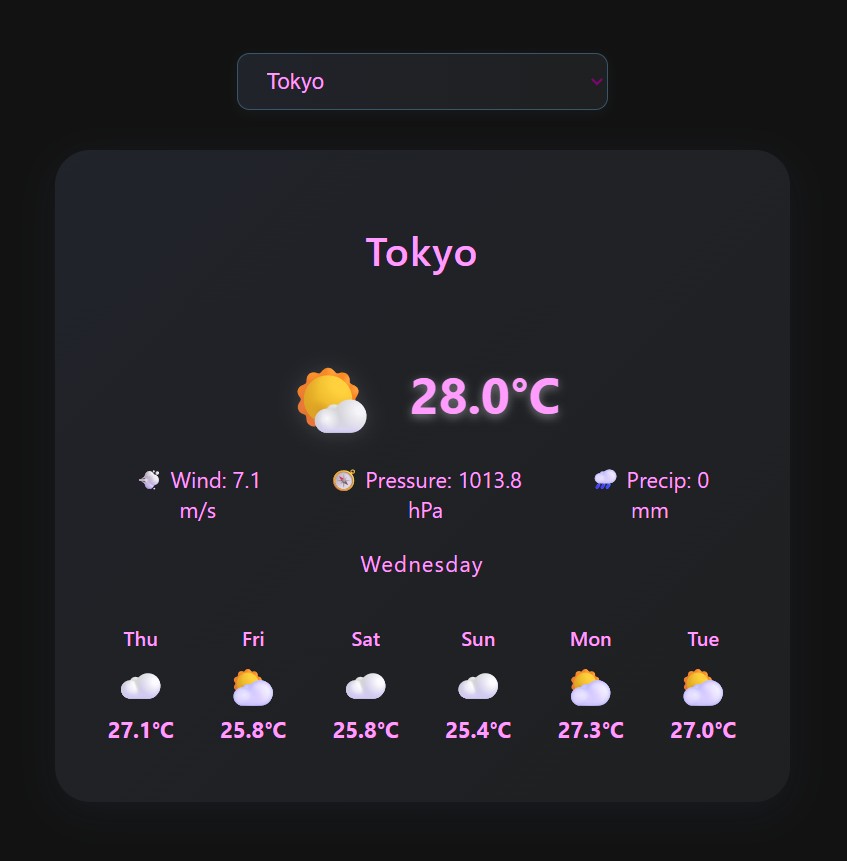 Tokyo
Tokyo
28.0°C
Wind: 7.1 m/s
Pressure: 1013.8 hPa
Precip: 0 mm
Wednesday
Thu Fri Sat Sun Mon Tue
27.1°C 25.8°C 25.8°C 25.4°C 27.3°C 27.0°C